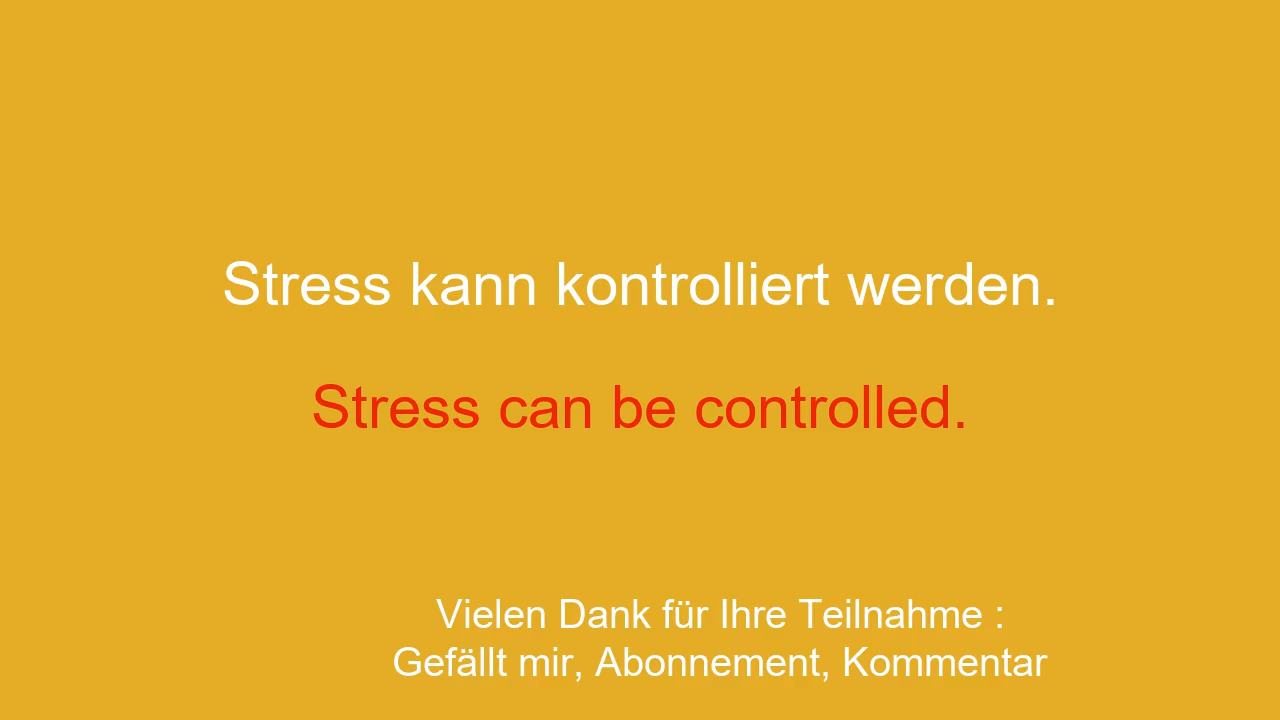 Stress kann kontrolliert werden.
Stress can be controlled.
Vielen Dank für Ihre Teilnahme :
Gefällt mir, Abonnement, Kommentar